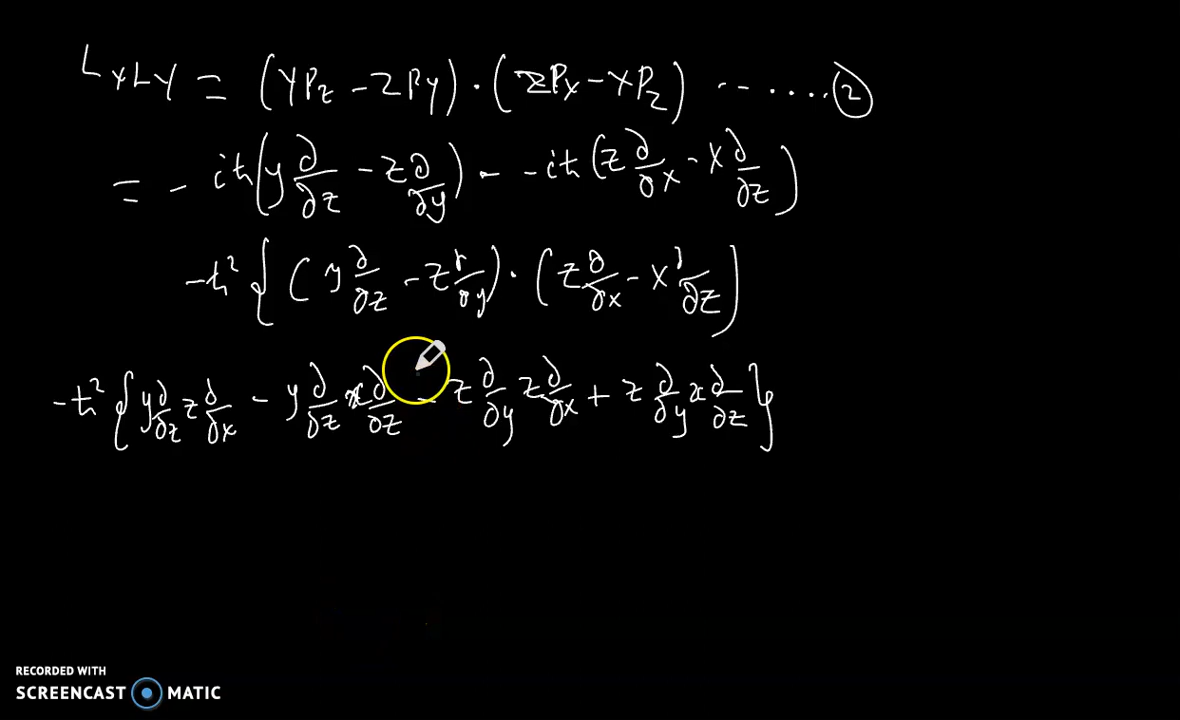 LxLy = (YPz − ZPy) · (ZPx − XPz) ........ ②
= − iħ(y ∂/∂z − z ∂/∂y) · −iħ(z ∂/∂x − x ∂/∂z)
−ħ² { (y ∂/∂z − z ∂/∂y) · (z ∂/∂x − x ∂/∂z)
−ħ² { y ∂/∂z z ∂/∂x − y ∂/∂z x ∂/∂z − z ∂/∂y z ∂/∂x + z ∂/∂y x ∂/∂z }
RECORDED WITH
SCREENCAST MATIC